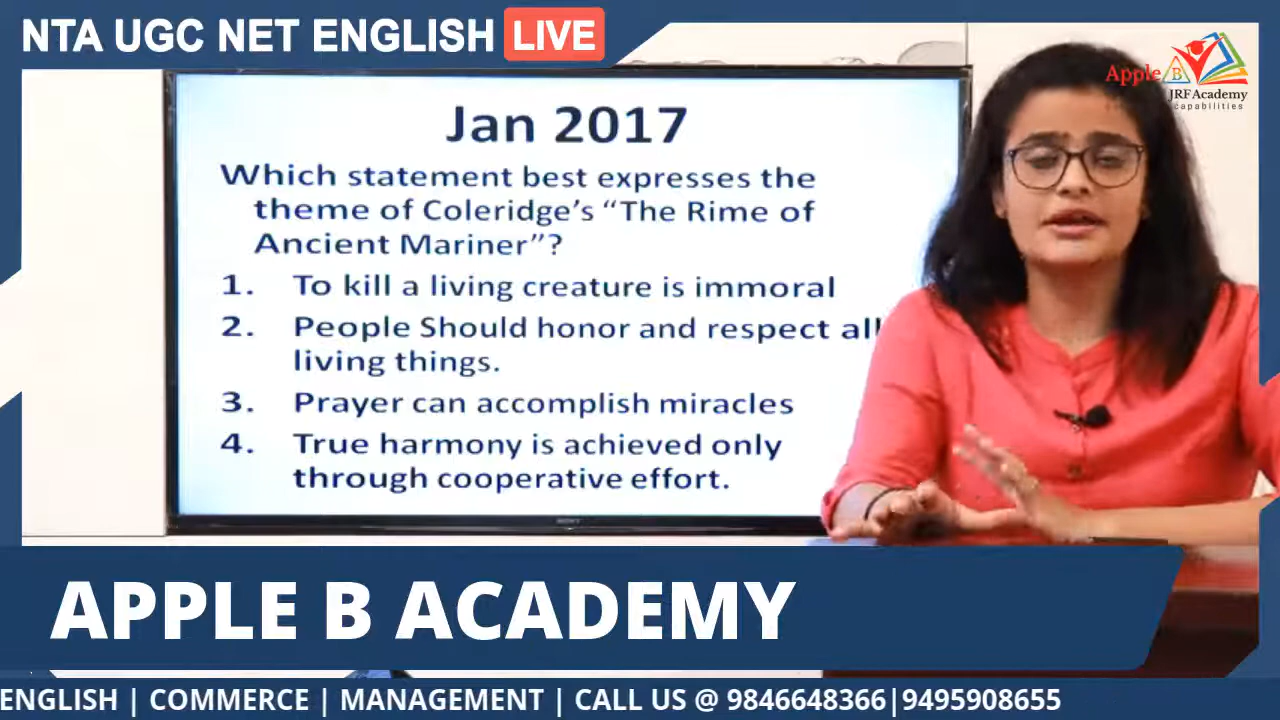 NTA UGC NET ENGLISH LIVE
Apple B
JRF Academy
capabilities
Jan 2017
Which statement best expresses the
theme of Coleridge's “The Rime of
Ancient Mariner”?
1. To kill a living creature is immoral
2. People Should honor and respect all
living things.
3. Prayer can accomplish miracles
4. True harmony is achieved only
through cooperative effort.
SONY
APPLE B ACADEMY
ENGLISH | COMMERCE | MANAGEMENT | CALL US @ 9846648366|9495908655